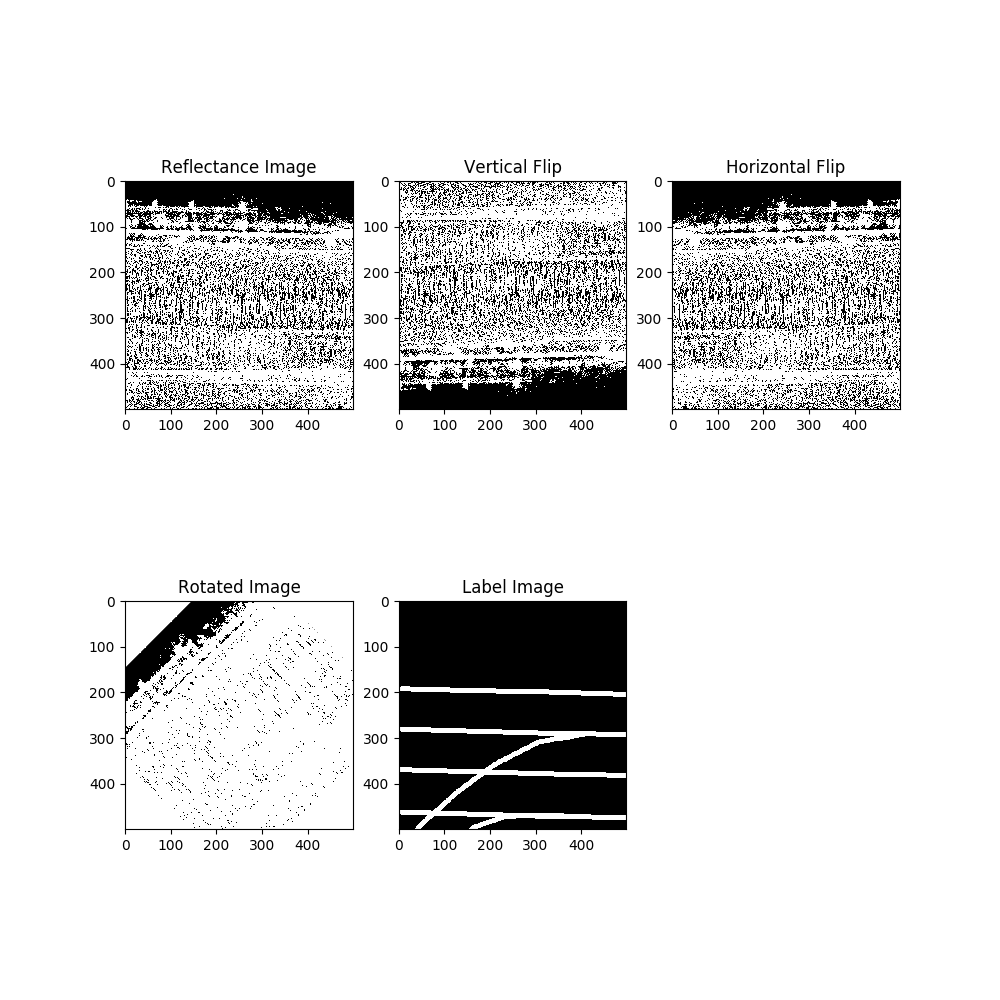 Reflectance Image Vertical Flip Horizontal Flip
0 0 0
100 100 100
200 200 200
300 300 300
400 400 400
0 100 200 300 400 0 100 200 300 400 0 100 200 300 400
Rotated Image Label Image
0 0
100 100
200 200
300 300
400 400
0 100 200 300 400 0 100 200 300 400